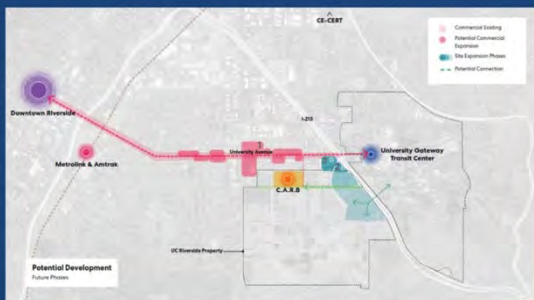 CE-CERT
Commercial Existing
Potential Commercial
Expansion
Site Expansion Phases
Potential Connection
Downtown Riverside
I-215
University Avenue
University Gateway
Transit Center
Metrolink & Amtrak
C.A.R.B
UC Riverside Property
Potential Development
Future Phases